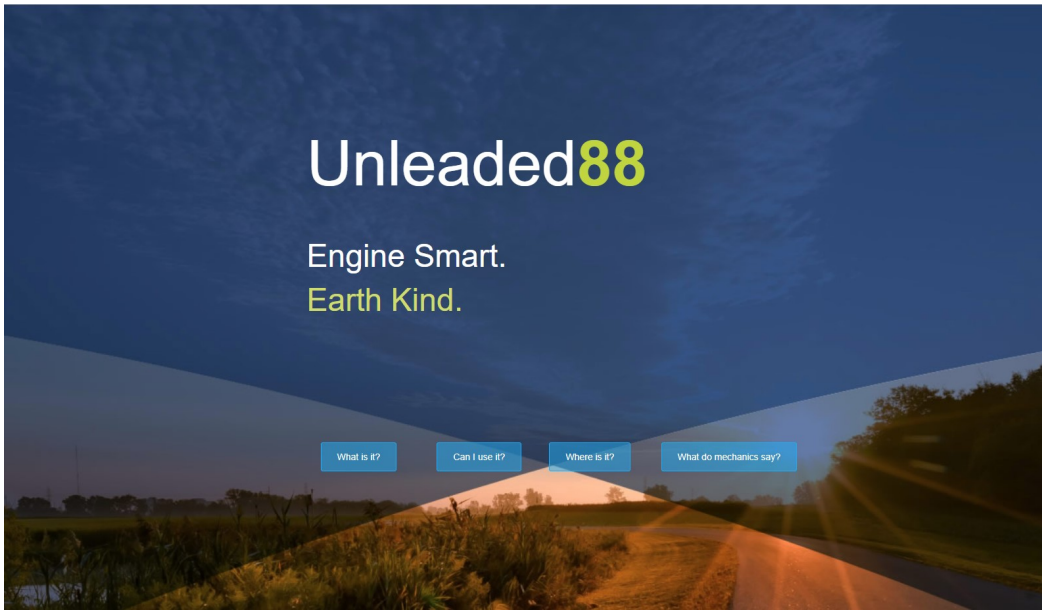 Unleaded88
Engine Smart.
Earth Kind.
What is it?
Can I use it?
Where is it?
What do mechanics say?